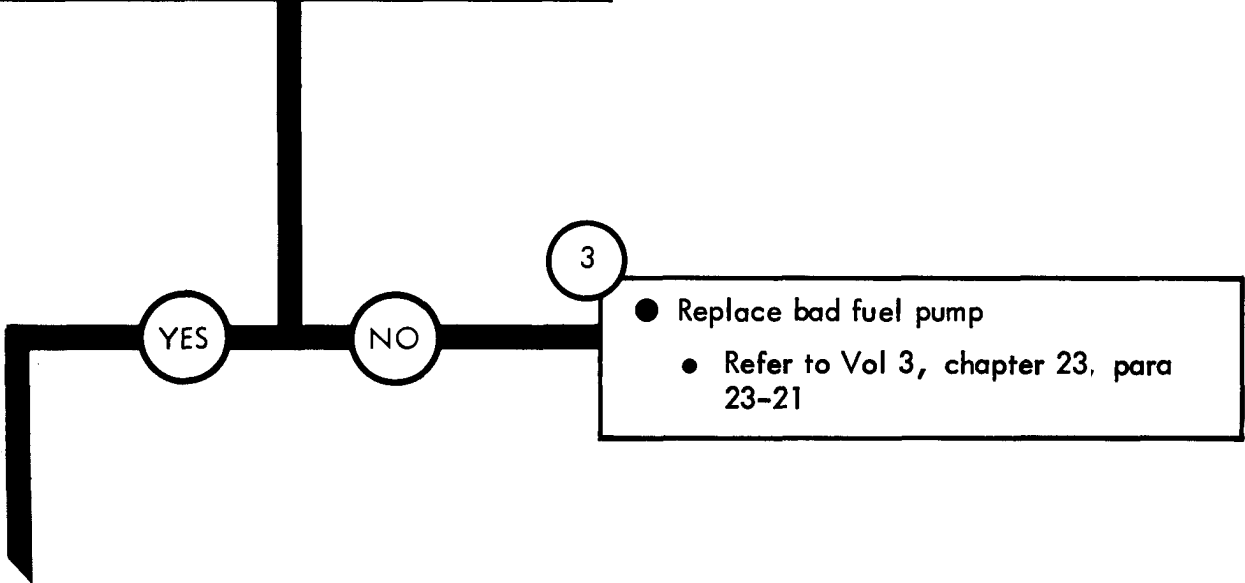 3
● Replace bad fuel pump
● Refer to Vol 3, chapter 23, para
23-21
YES
NO